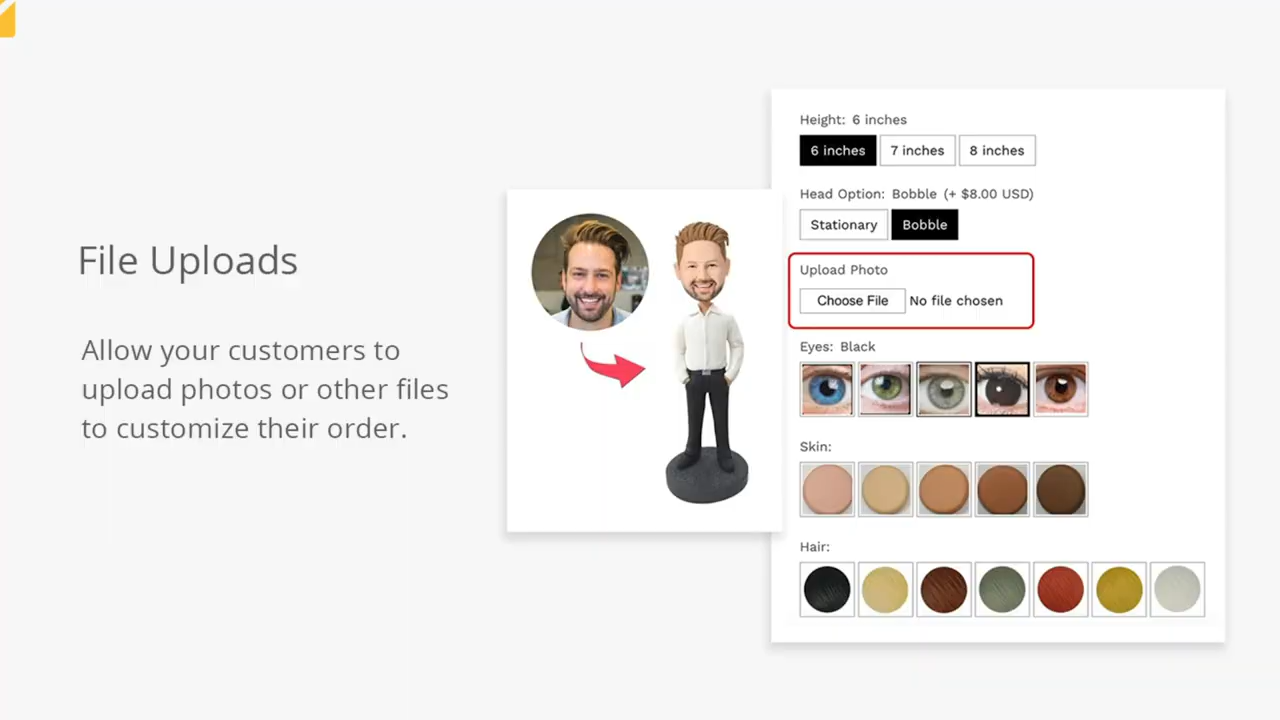 File Uploads
Allow your customers to
upload photos or other files
to customize their order.
Height: 6 inches
6 inches 7 inches 8 inches
Head Option: Bobble (+ $8.00 USD)
Stationary Bobble
Upload Photo
Choose File No file chosen
Eyes: Black
Skin:
Hair: